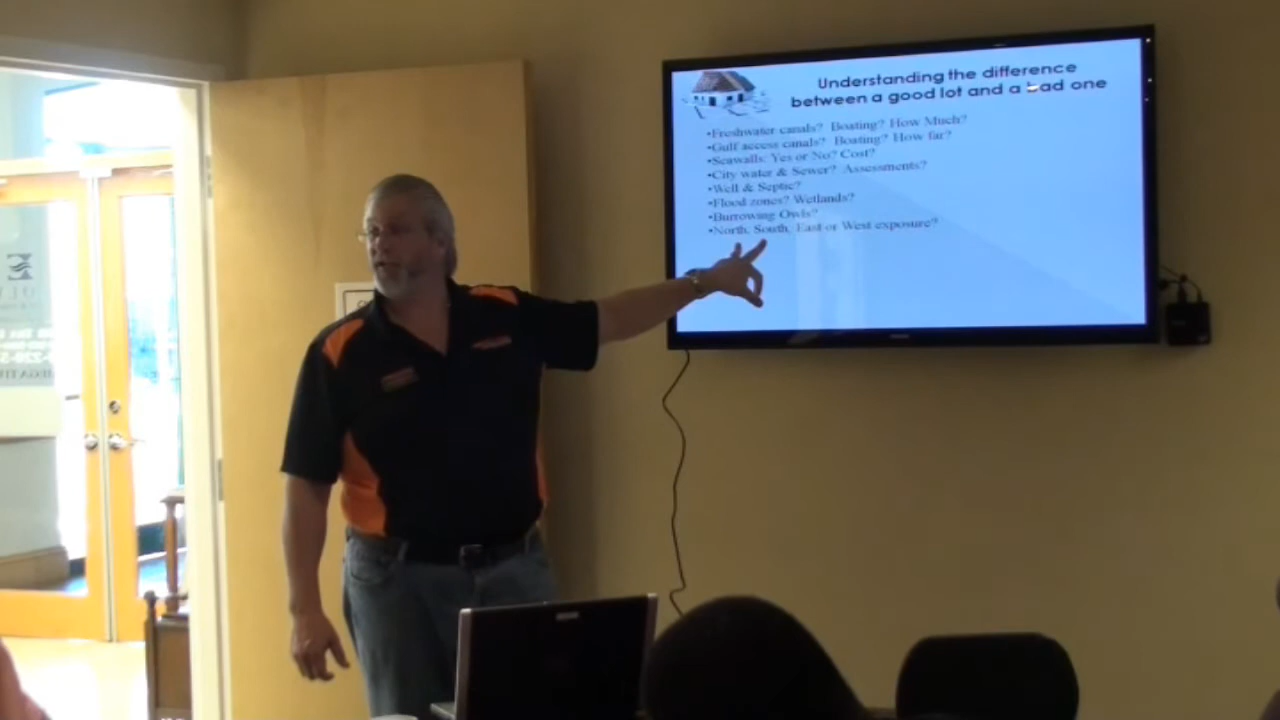 Understanding the difference
between a good lot and a bad one
•Freshwater canals? Boating? How Much?
•Gulf access canals? Boating? How far?
•Seawalls: Yes or No? Cost?
•City water & Sewer? Assessments?
•Well & Septic?
•Flood zones? Wetlands?
•Burrowing Owls?
•North, South, East or West exposure?